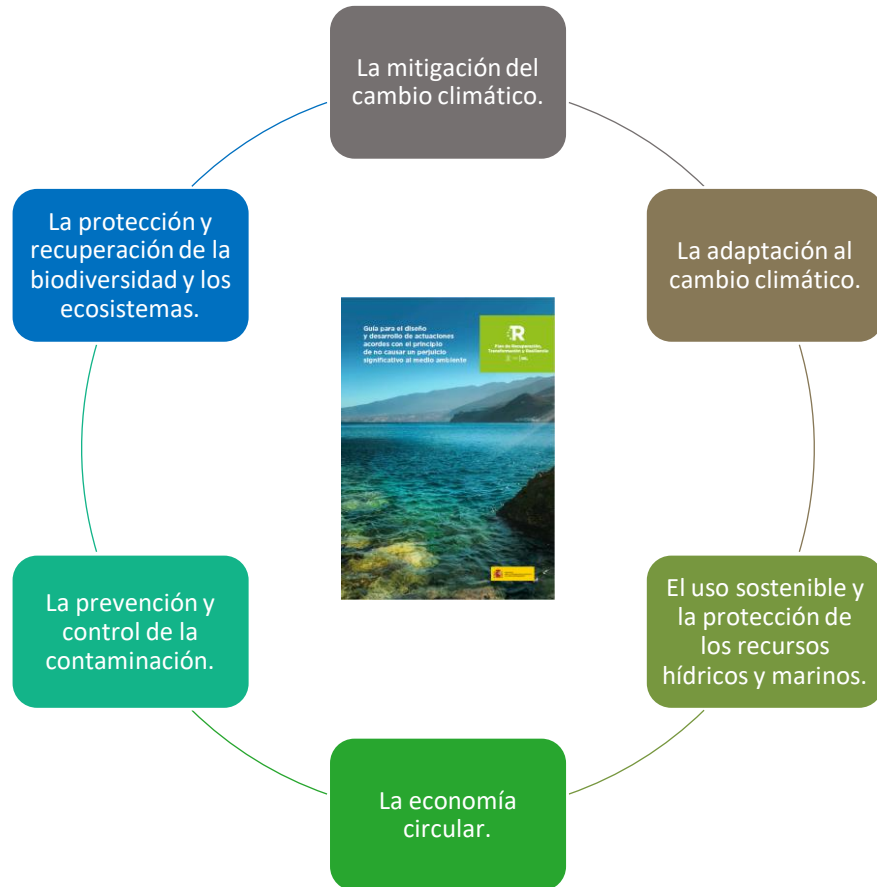 La mitigación del
cambio climático.
La adaptación al
cambio climático.
El uso sostenible y
la protección de
los recursos
hídricos y marinos.
La economía
circular.
La prevención y
control de la
contaminación.
La protección y
recuperación de la
biodiversidad y los
ecosistemas.
Guía para el diseño
y desarrollo de actuaciones
acordes con el principio
de no causar un perjuicio
significativo al medio ambiente
R
Plan de Recuperación,
Transformación y Resiliencia